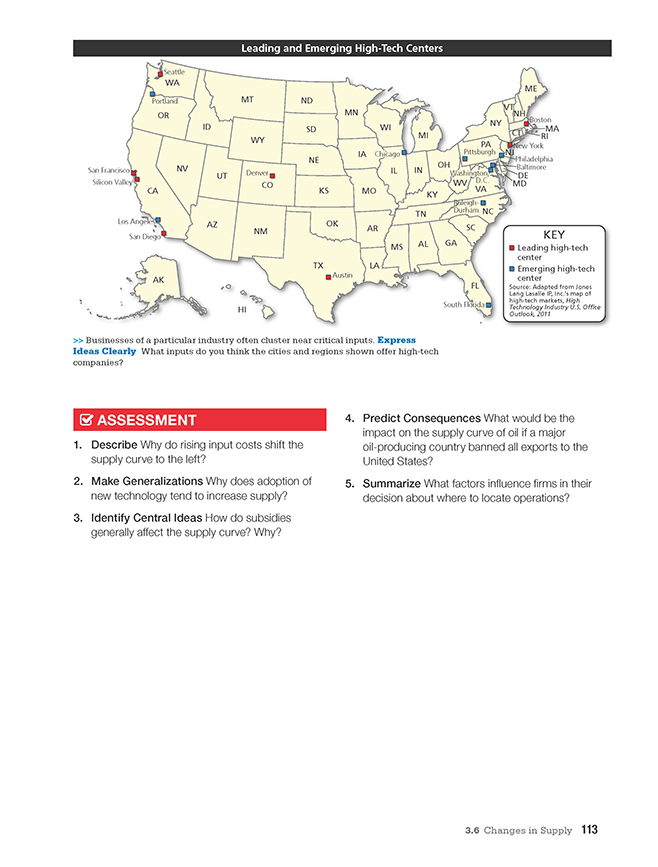 Leading and Emerging High-Tech Centers
Seattle
WA
Portland
OR
MT
ND
MN
ME
VT
NH
Boston
MA
RI
CT
NY
ID
WY
SD
WI
MI
New York
PA
NJ
Pittsburgh
Philadelphia
Baltimore
DE
MD
Washington,
D.C.
NE
IA
Chicago
IL
IN
OH
WV
VA
San Francisco
Silicon Valley
CA
NV
UT
Denver
CO
KS
MO
KY
Raleigh-
Durham
NC
TN
SC
Los Angeles
San Diego
AZ
NM
OK
AR
MS
AL
GA
TX
Austin
LA
FL
South Florida
AK
HI
KEY
Leading high-tech
center
Emerging high-tech
center
Source: Adapted from Jones
Lang Lasalle IP, Inc.'s map of
high-tech markets, High
Technology Industry U.S. Office
Outlook, 2011
>> Businesses of a particular industry often cluster near critical inputs. Express
Ideas Clearly What inputs do you think the cities and regions shown offer high-tech
companies?
ASSESSMENT
1. Describe Why do rising input costs shift the
supply curve to the left?
2. Make Generalizations Why does adoption of
new technology tend to increase supply?
3. Identify Central Ideas How do subsidies
generally affect the supply curve? Why?
4. Predict Consequences What would be the
impact on the supply curve of oil if a major
oil-producing country banned all exports to the
United States?
5. Summarize What factors influence firms in their
decision about where to locate operations?
3.6 Changes in Supply 113